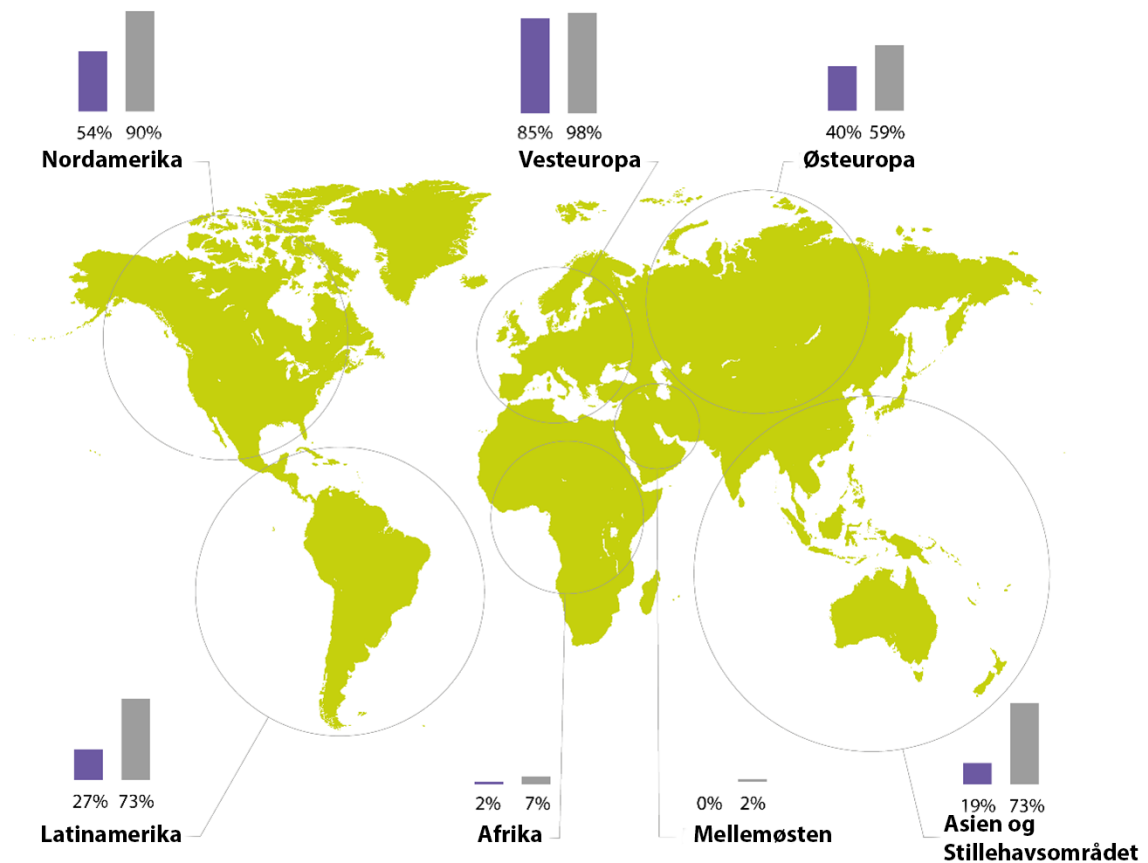 54% 90%
Nordamerika
85% 98%
Vesteuropa
40% 59%
Østeuropa
27% 73%
Latinamerika
2% 7%
Afrika
0% 2%
Mellemøsten
19% 73%
Asien og
Stillehavsområdet